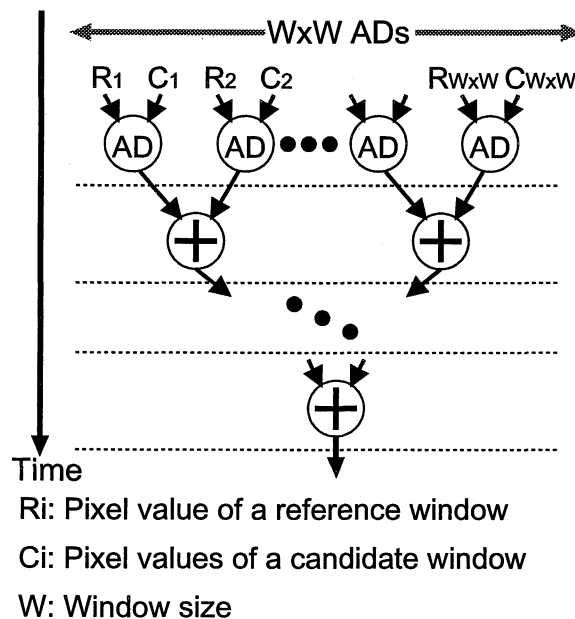 WxW ADs
R1 C1 R2 C2 RWxW CWxW
AD AD AD AD
+ +
+
Time
Ri: Pixel value of a reference window
Ci: Pixel values of a candidate window
W: Window size